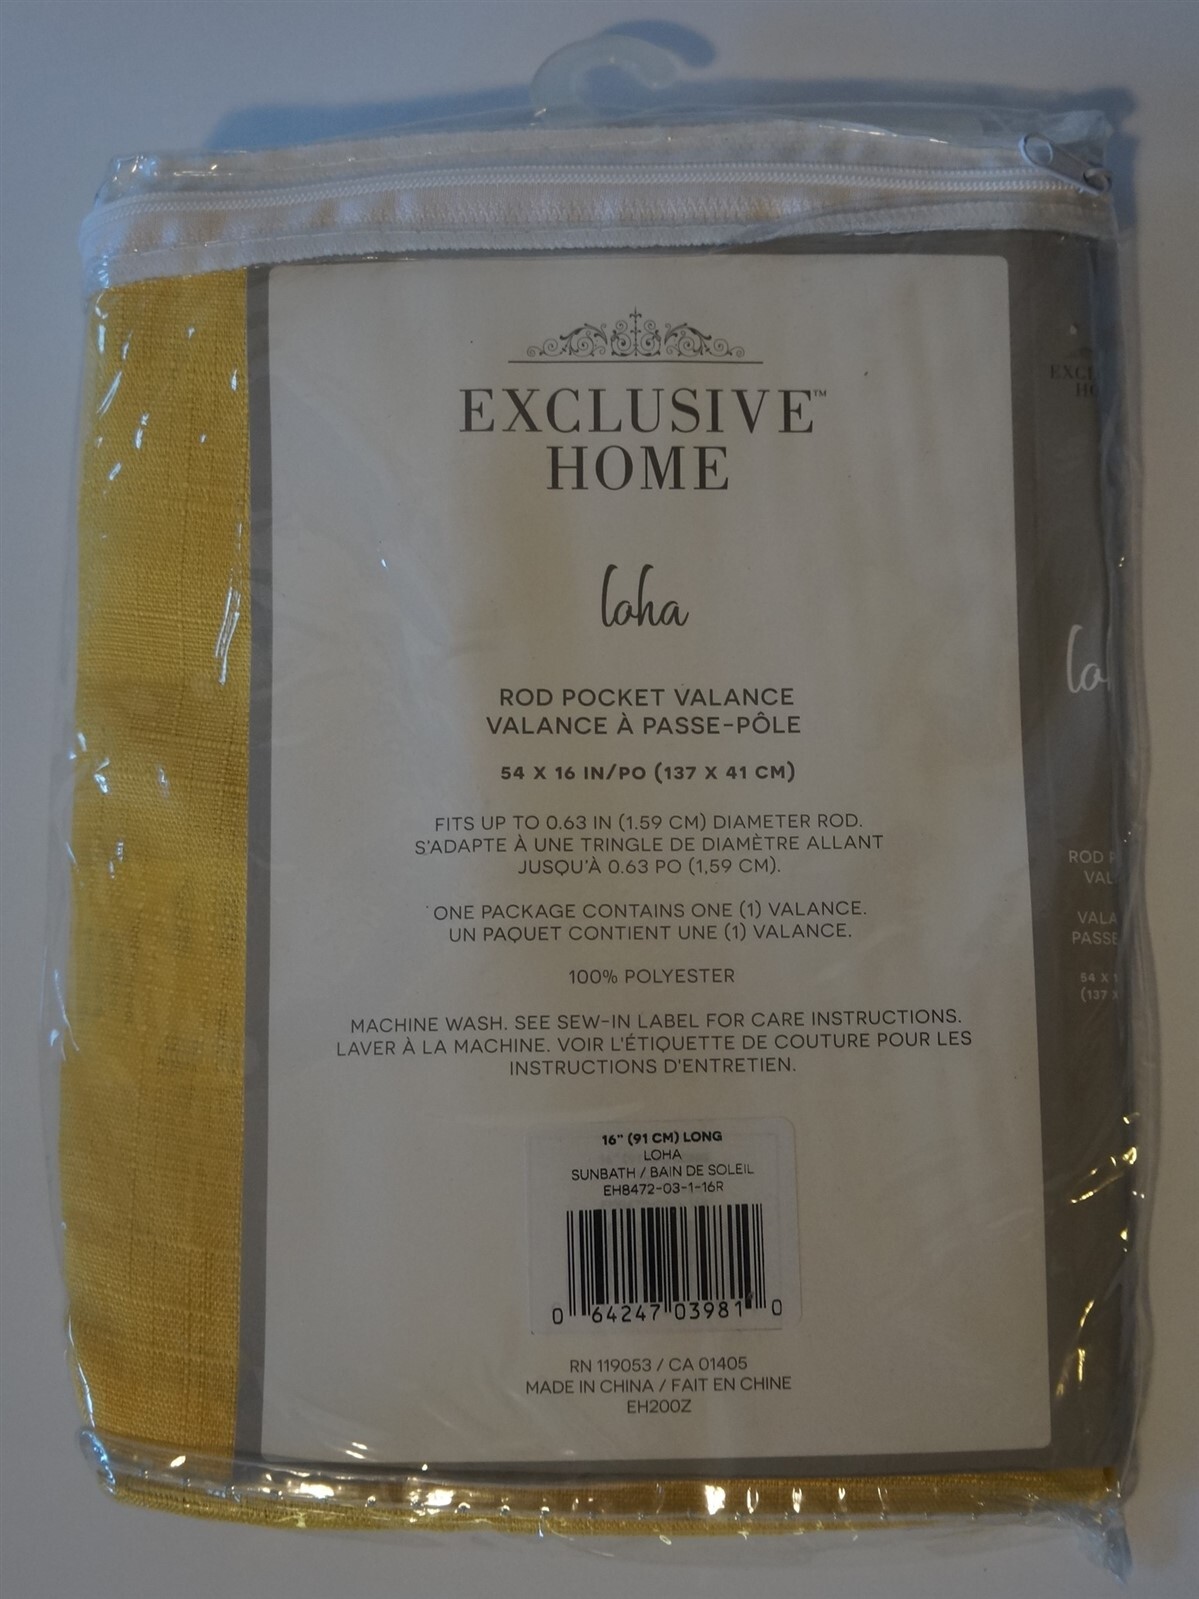 EXCLUSIVE™
HOME
loha
ROD POCKET VALANCE
VALANCE À PASSE-PÔLE
54 X 16 IN/PO (137 X 41 CM)
FITS UP TO 0.63 IN (1.59 CM) DIAMETER ROD.
S'ADAPTE À UNE TRINGLE DE DIAMÈTRE ALLANT
JUSQU'À 0.63 PO (1,59 CM).
ONE PACKAGE CONTAINS ONE (1) VALANCE.
UN PAQUET CONTIENT UNE (1) VALANCE.
100% POLYESTER
MACHINE WASH. SEE SEW-IN LABEL FOR CARE INSTRUCTIONS.
LAVER À LA MACHINE. VOIR L'ÉTIQUETTE DE COUTURE POUR LES
INSTRUCTIONS D'ENTRETIEN.
16" (91 CM) LONG
LOHA
SUNBATH / BAIN DE SOLEIL
EH8472-03-1-16R
0 64247 03981 0
RN 119053 / CA 01405
MADE IN CHINA / FAIT EN CHINE
EH200Z
ROD
54 X
(137 X